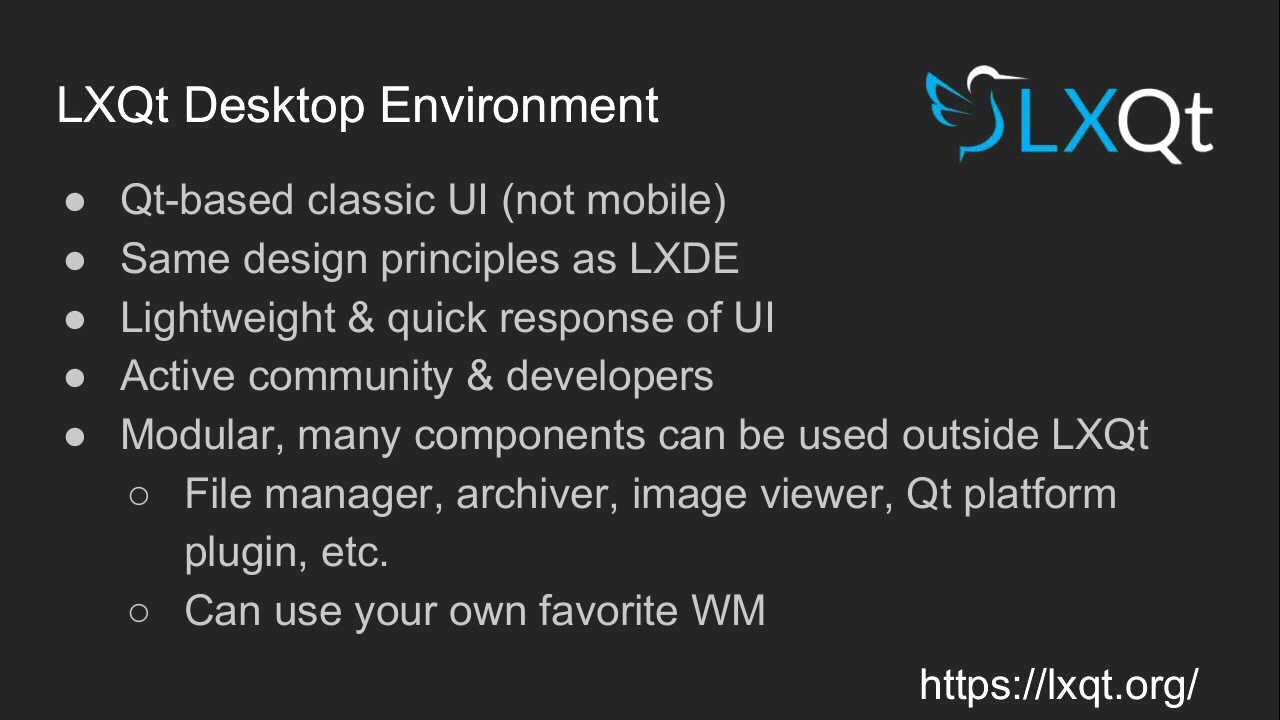 LXQt Desktop Environment
LXQt
● Qt-based classic UI (not mobile)
● Same design principles as LXDE
● Lightweight & quick response of UI
● Active community & developers
● Modular, many components can be used outside LXQt
○ File manager, archiver, image viewer, Qt platform
plugin, etc.
○ Can use your own favorite WM
https://lxqt.org/